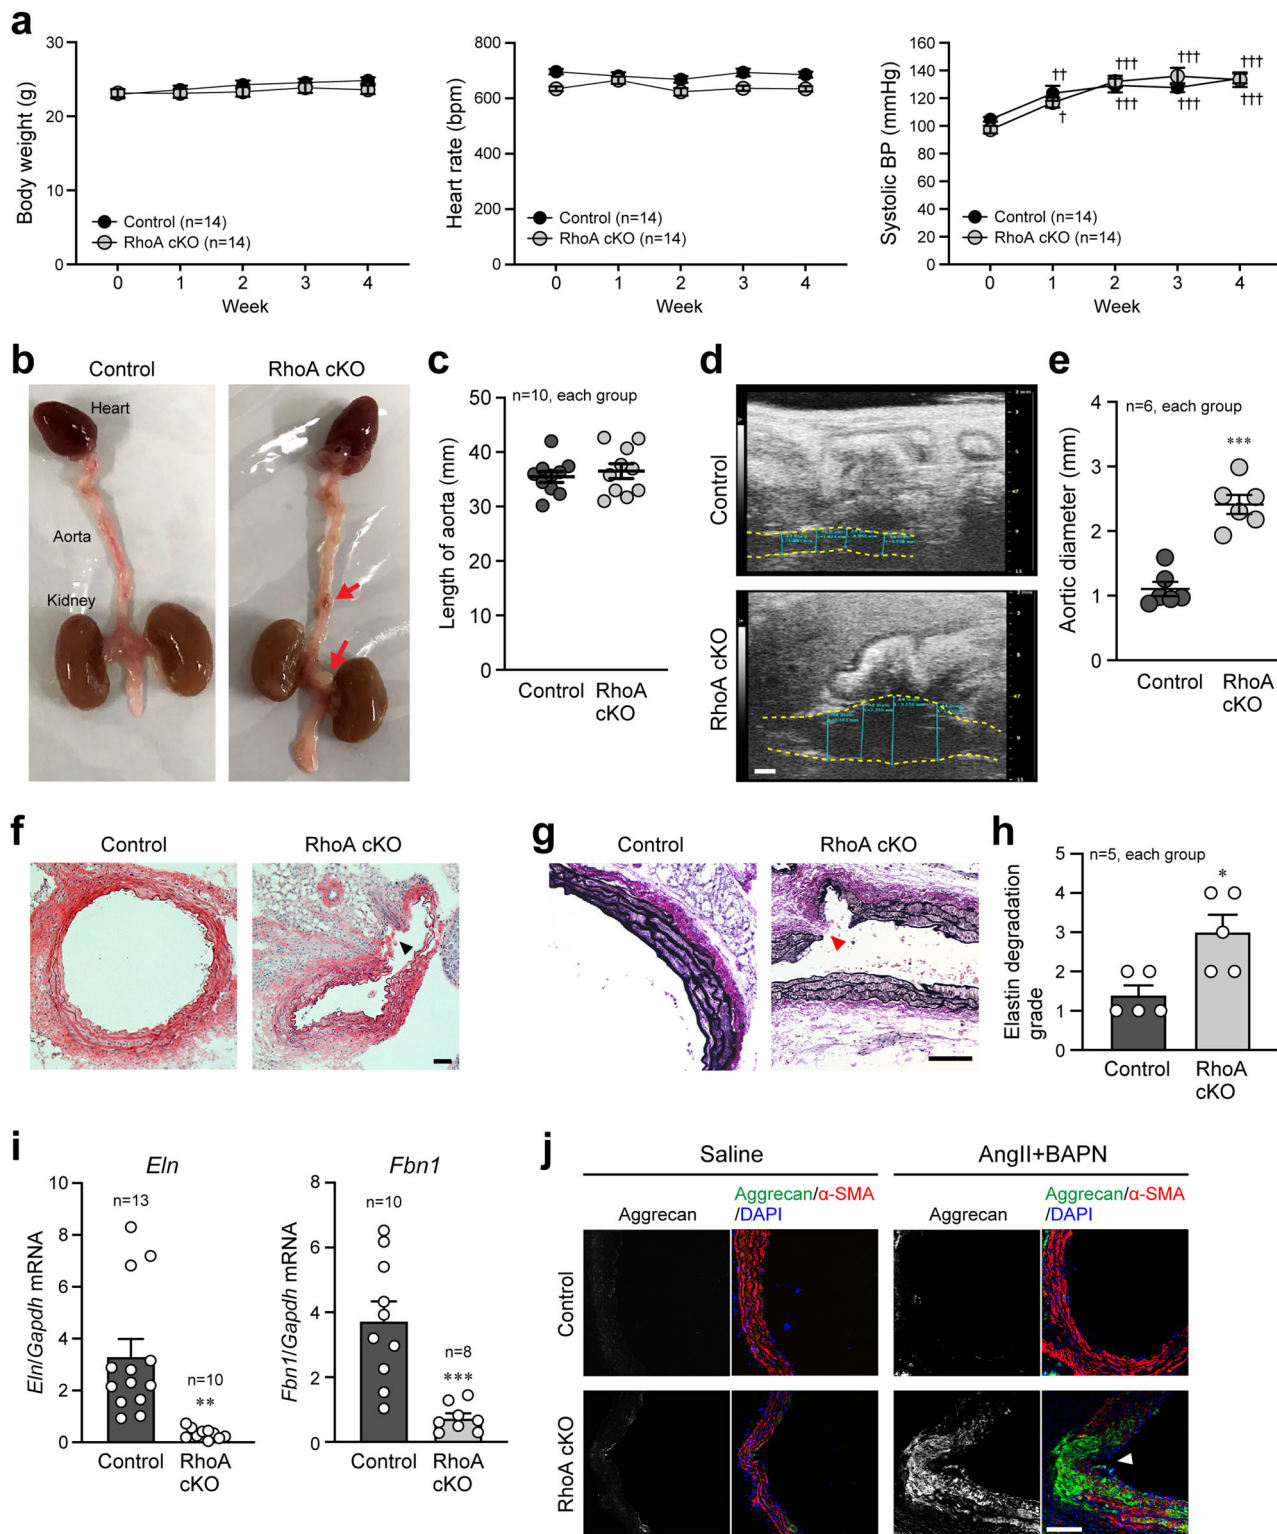 a
30
20
10
0
Body weight (g)
Control (n=14)
RhoA cKO (n=14)
0 1 2 3 4
Week
800
600
400
200
0
Heart rate (bpm)
Control (n=14)
RhoA cKO (n=14)
0 1 2 3 4
Week
160
140
120
100
80
60
40
20
0
Systolic BP (mmHg)
†† ††† ††† †††
† ††† ††† †††
Control (n=14)
RhoA cKO (n=14)
0 1 2 3 4
Week
b
Control
RhoA cKO
Heart
Aorta
Kidney
c
n=10, each group
50
40
30
20
10
0
Length of aorta (mm)
Control
RhoA
cKO
d
Control
RhoA cKO
e
n=6, each group
4
3
2
1
0
Aortic diameter (mm)
***
Control
RhoA
cKO
f
Control
RhoA cKO
g
Control
RhoA cKO
h
n=5, each group
5
4
3
2
1
0
Elastin degradation
grade
*
Control
RhoA
cKO
i
Eln
n=13
8
6
4
2
0
Eln/Gapdh mRNA
n=10
**
Control
RhoA
cKO
Fbn1
n=10
8
6
4
2
0
Fbn1/Gapdh mRNA
n=8
***
Control
RhoA
cKO
j
Saline
AngII+BAPN
Aggrecan
Aggrecan/α-SMA
/DAPI
Aggrecan
Aggrecan/α-SMA
/DAPI
Control
RhoA cKO